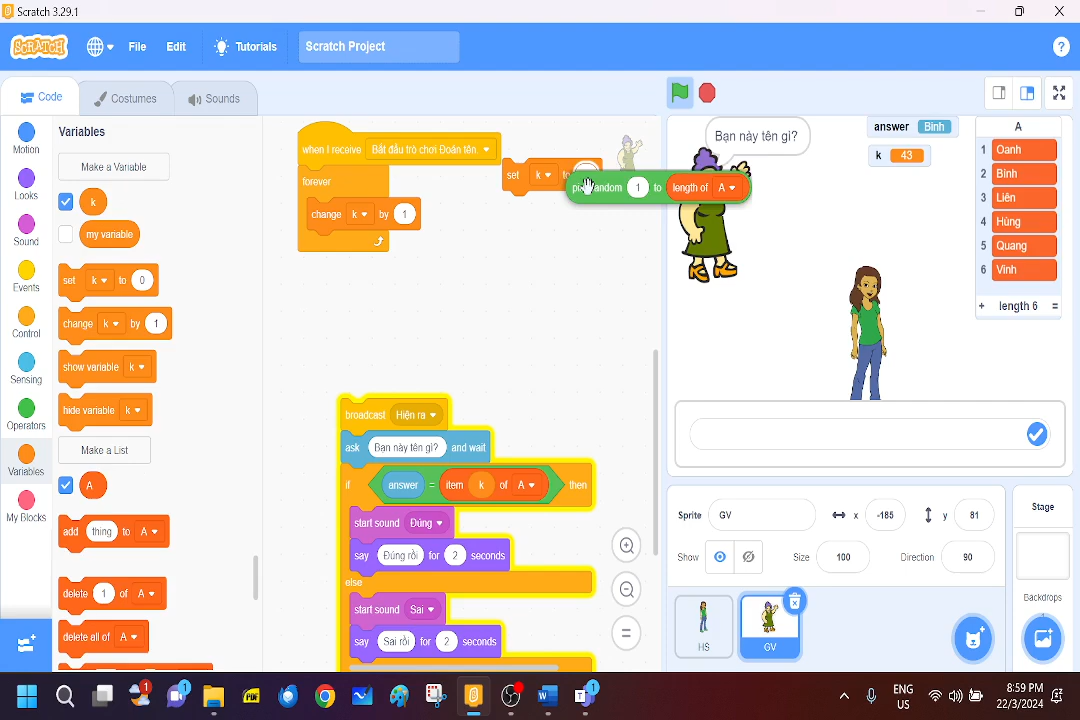 Scratch 3.29.1
SCRATCH
File
Edit
Tutorials
Scratch Project
?
Code
Costumes
Sounds
Motion
Looks
Sound
Events
Control
Sensing
Operators
Variables
My Blocks
Variables
Make a Variable
k
my variable
set k to 0
change k by 1
show variable k
hide variable k
Make a List
A
add thing to A
delete 1 of A
delete all of A
when I receive Bắt đầu trò chơi Đoán tên.
forever
change k by 1
set k to
random 1 to length of A
broadcast Hiện ra
ask Bạn này tên gì? and wait
if answer = item k of A then
start sound Đúng
say Đúng rồi for 2 seconds
else
start sound Sai
say Sai rồi for 2 seconds
Bạn này tên gì?
answer Bính
k 43
A
1 Oanh
2 Bính
3 Liên
4 Hùng
5 Quang
6 Vinh
+ length 6 =
Sprite GV
x -185
y 81
Show
Size 100
Direction 90
HS
GV
Stage
Backdrops
1
1
PDF
1
ENG
US
8:59 PM
22/3/2024